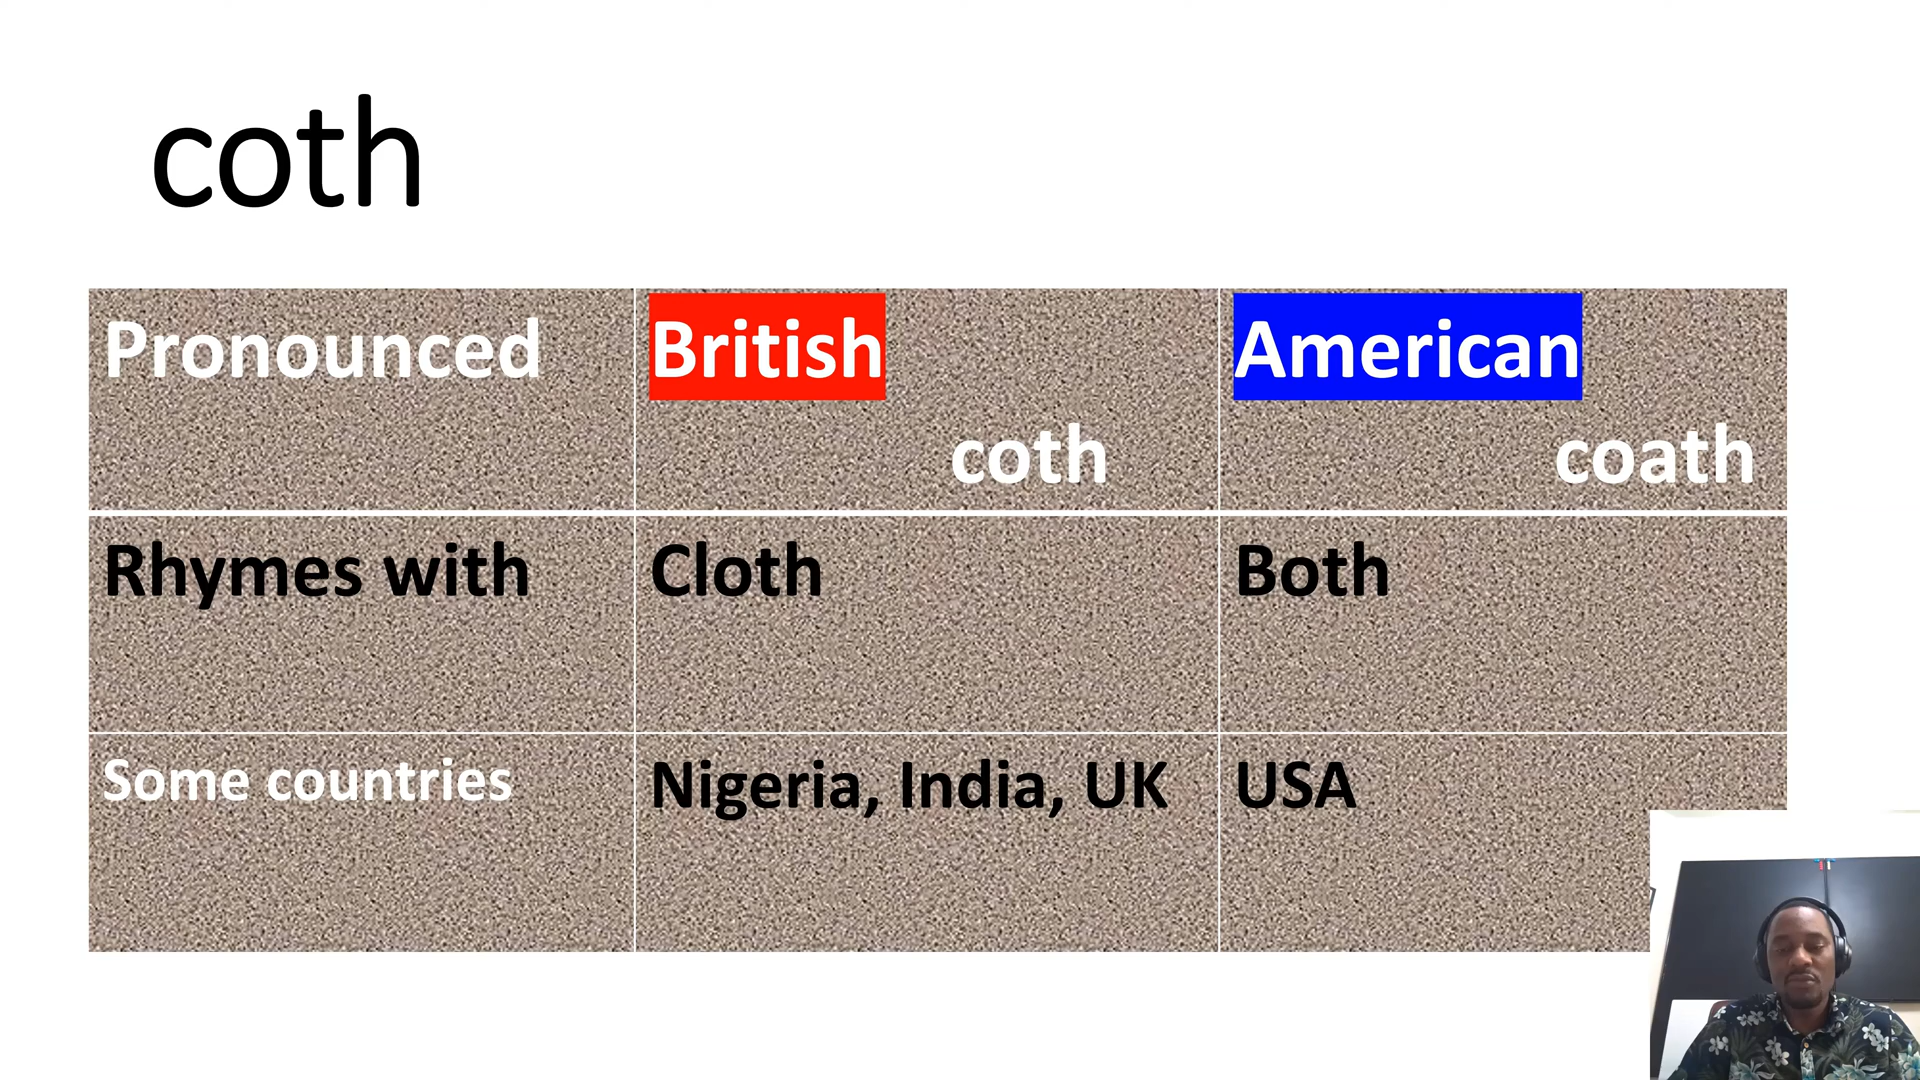 coth
Pronounced
British
American
coth
coath
Rhymes with
Cloth
Both
Some countries
Nigeria, India, UK
USA